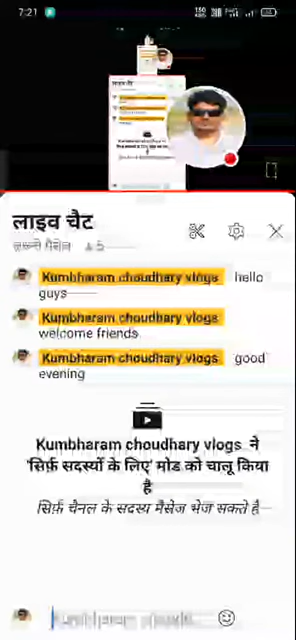 7:21
लाइव चैट
Kumbharam choudhary vlogs hello
guys
Kumbharam choudhary vlogs
welcome friends
Kumbharam choudhary vlogs good
evening
Kumbharam choudhary vlogs ने
'सिर्फ़ सदस्यों के लिए' मोड को चालू किया
है
सिर्फ़ चैनल के सदस्य मैसेज भेज सकते है